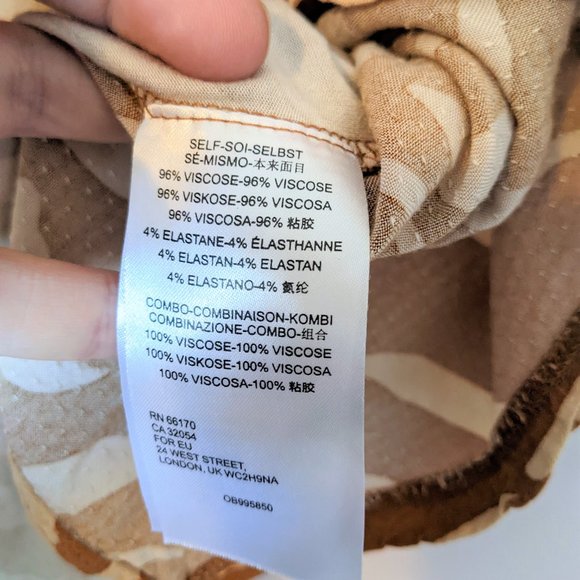 SELF-SOI-SELBST
SÉ-MISMO-本来面目
96% VISCOSE-96% VISCOSE
96% VISKOSE-96% VISCOSA
96% VISCOSA-96% 粘胶
4% ELASTANE-4% ÉLASTHANNE
4% ELASTAN-4% ELASTAN
4% ELASTANO-4% 氨纶
COMBO-COMBINAISON-KOMBI
COMBINAZIONE-COMBO-组合
100% VISCOSE-100% VISCOSE
100% VISKOSE-100% VISCOSA
100% VISCOSA-100% 粘胶
RN 66170
CA 32054
FOR EU
24 WEST STREET,
LONDON, UK WC2H9NA
OB995850